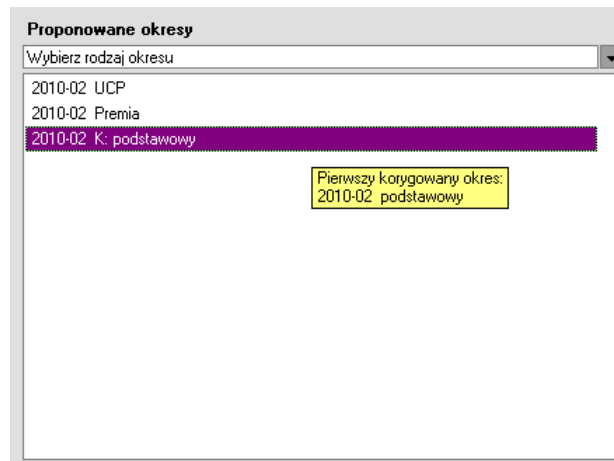 Proponowane okresy
Wybierz rodzaj okresu
2010-02 UCP
2010-02 Premia
2010-02 K: podstawowy
Pierwszy korygowany okres:
2010-02 podstawowy